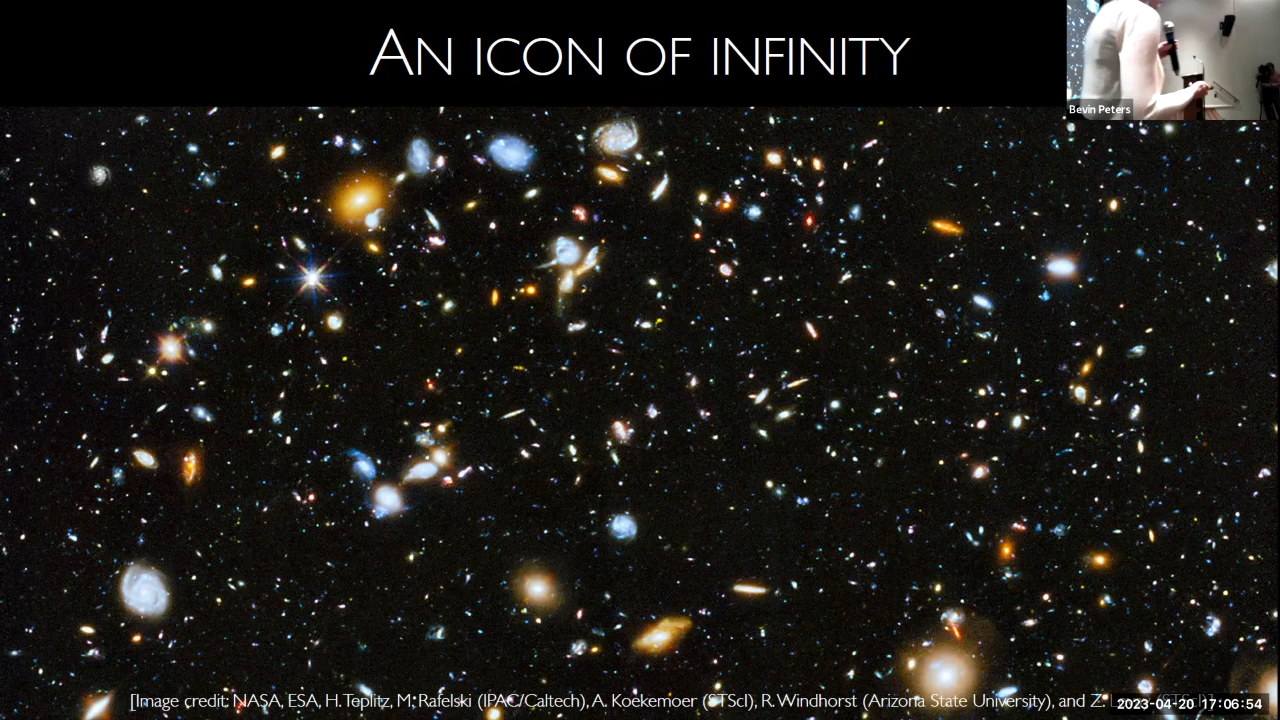 AN ICON OF INFINITY
Bevin Peters
[Image credit: NASA, ESA, H. Teplitz, M. Rafelski (IPAC/Caltech), A. Koekemoer (STScI), R. Windhorst (Arizona State University), and Z.
2023-04-20 17:06:54